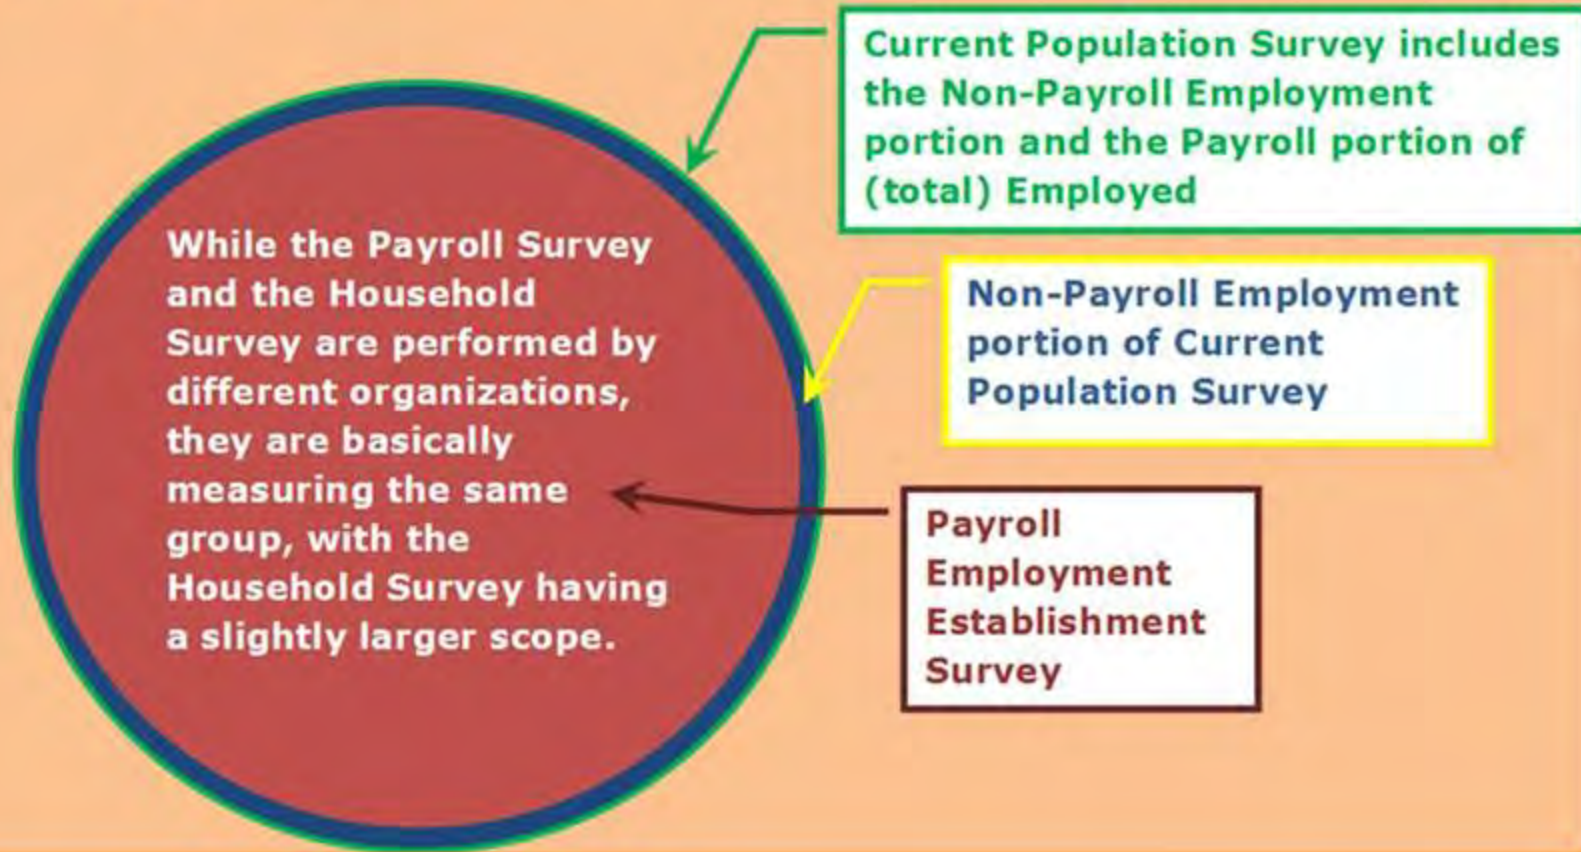 Current Population Survey includes
the Non-Payroll Employment
portion and the Payroll portion of
(total) Employed
While the Payroll Survey
and the Household
Survey are performed by
different organizations,
they are basically
measuring the same
group, with the
Household Survey having
a slightly larger scope.
Non-Payroll Employment
portion of Current
Population Survey
Payroll
Employment
Establishment
Survey